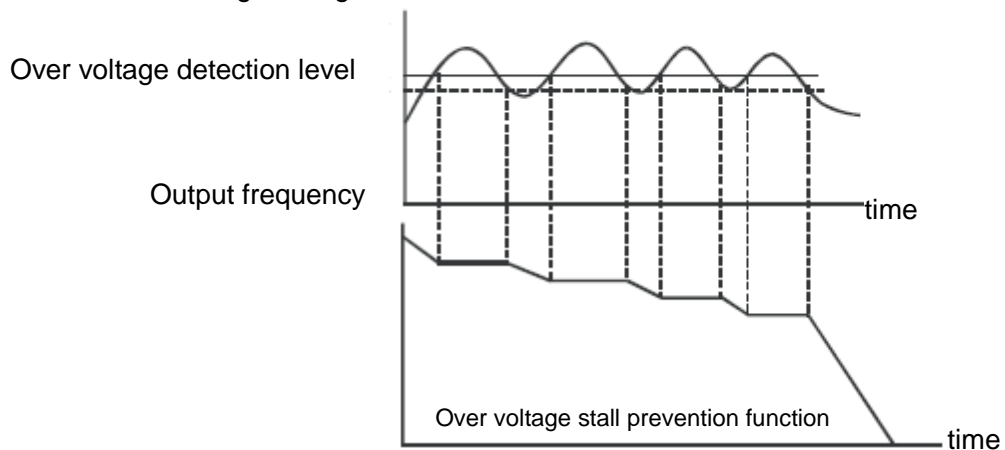 Over voltage detection level
Output frequency
time
Over voltage stall prevention function
time